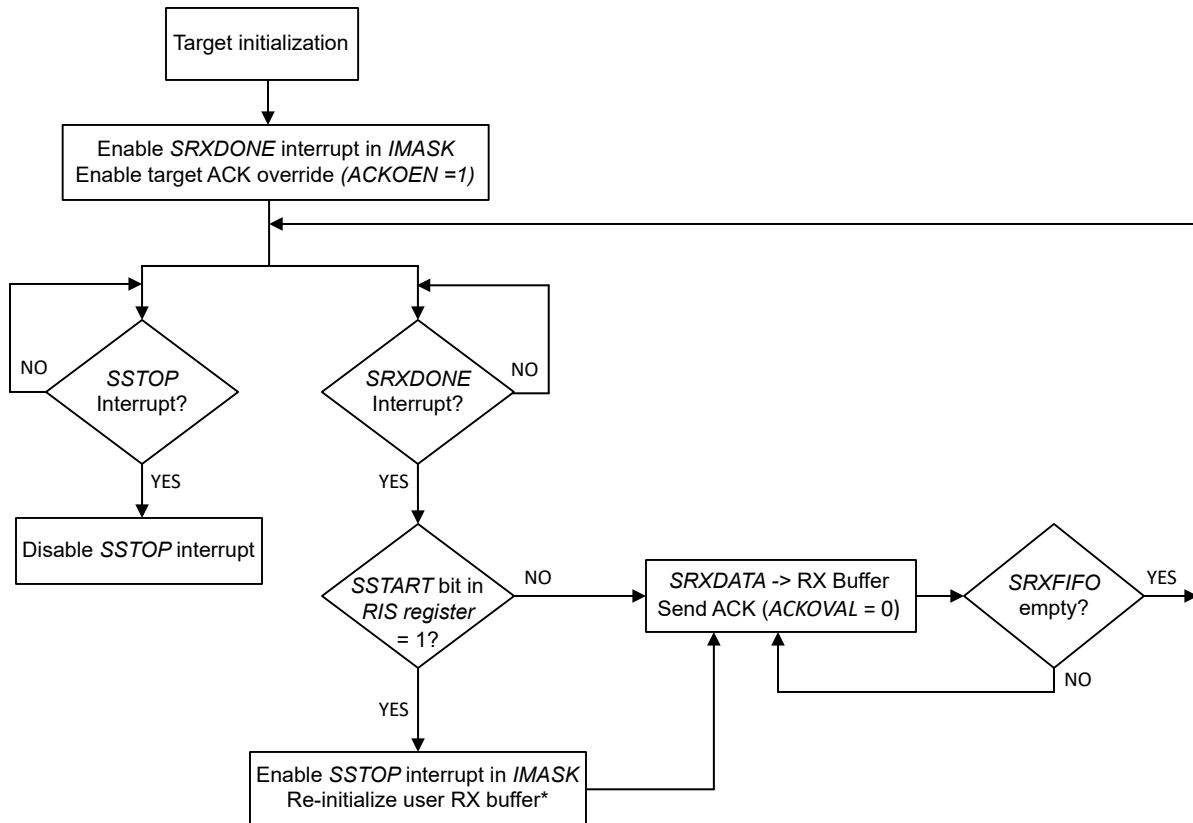 Target initialization
Enable SRXDONE interrupt in IMASK
Enable target ACK override (ACKOEN =1)
NO
SSTOP
Interrupt?
SRXDONE
Interrupt?
NO
YES
YES
Disable SSTOP interrupt
SSTART bit in
RIS register
= 1?
NO
SRXDATA -> RX Buffer
Send ACK (ACKOVAL = 0)
SRXFIFO
empty?
YES
NO
YES
Enable SSTOP interrupt in IMASK
Re-initialize user RX buffer*